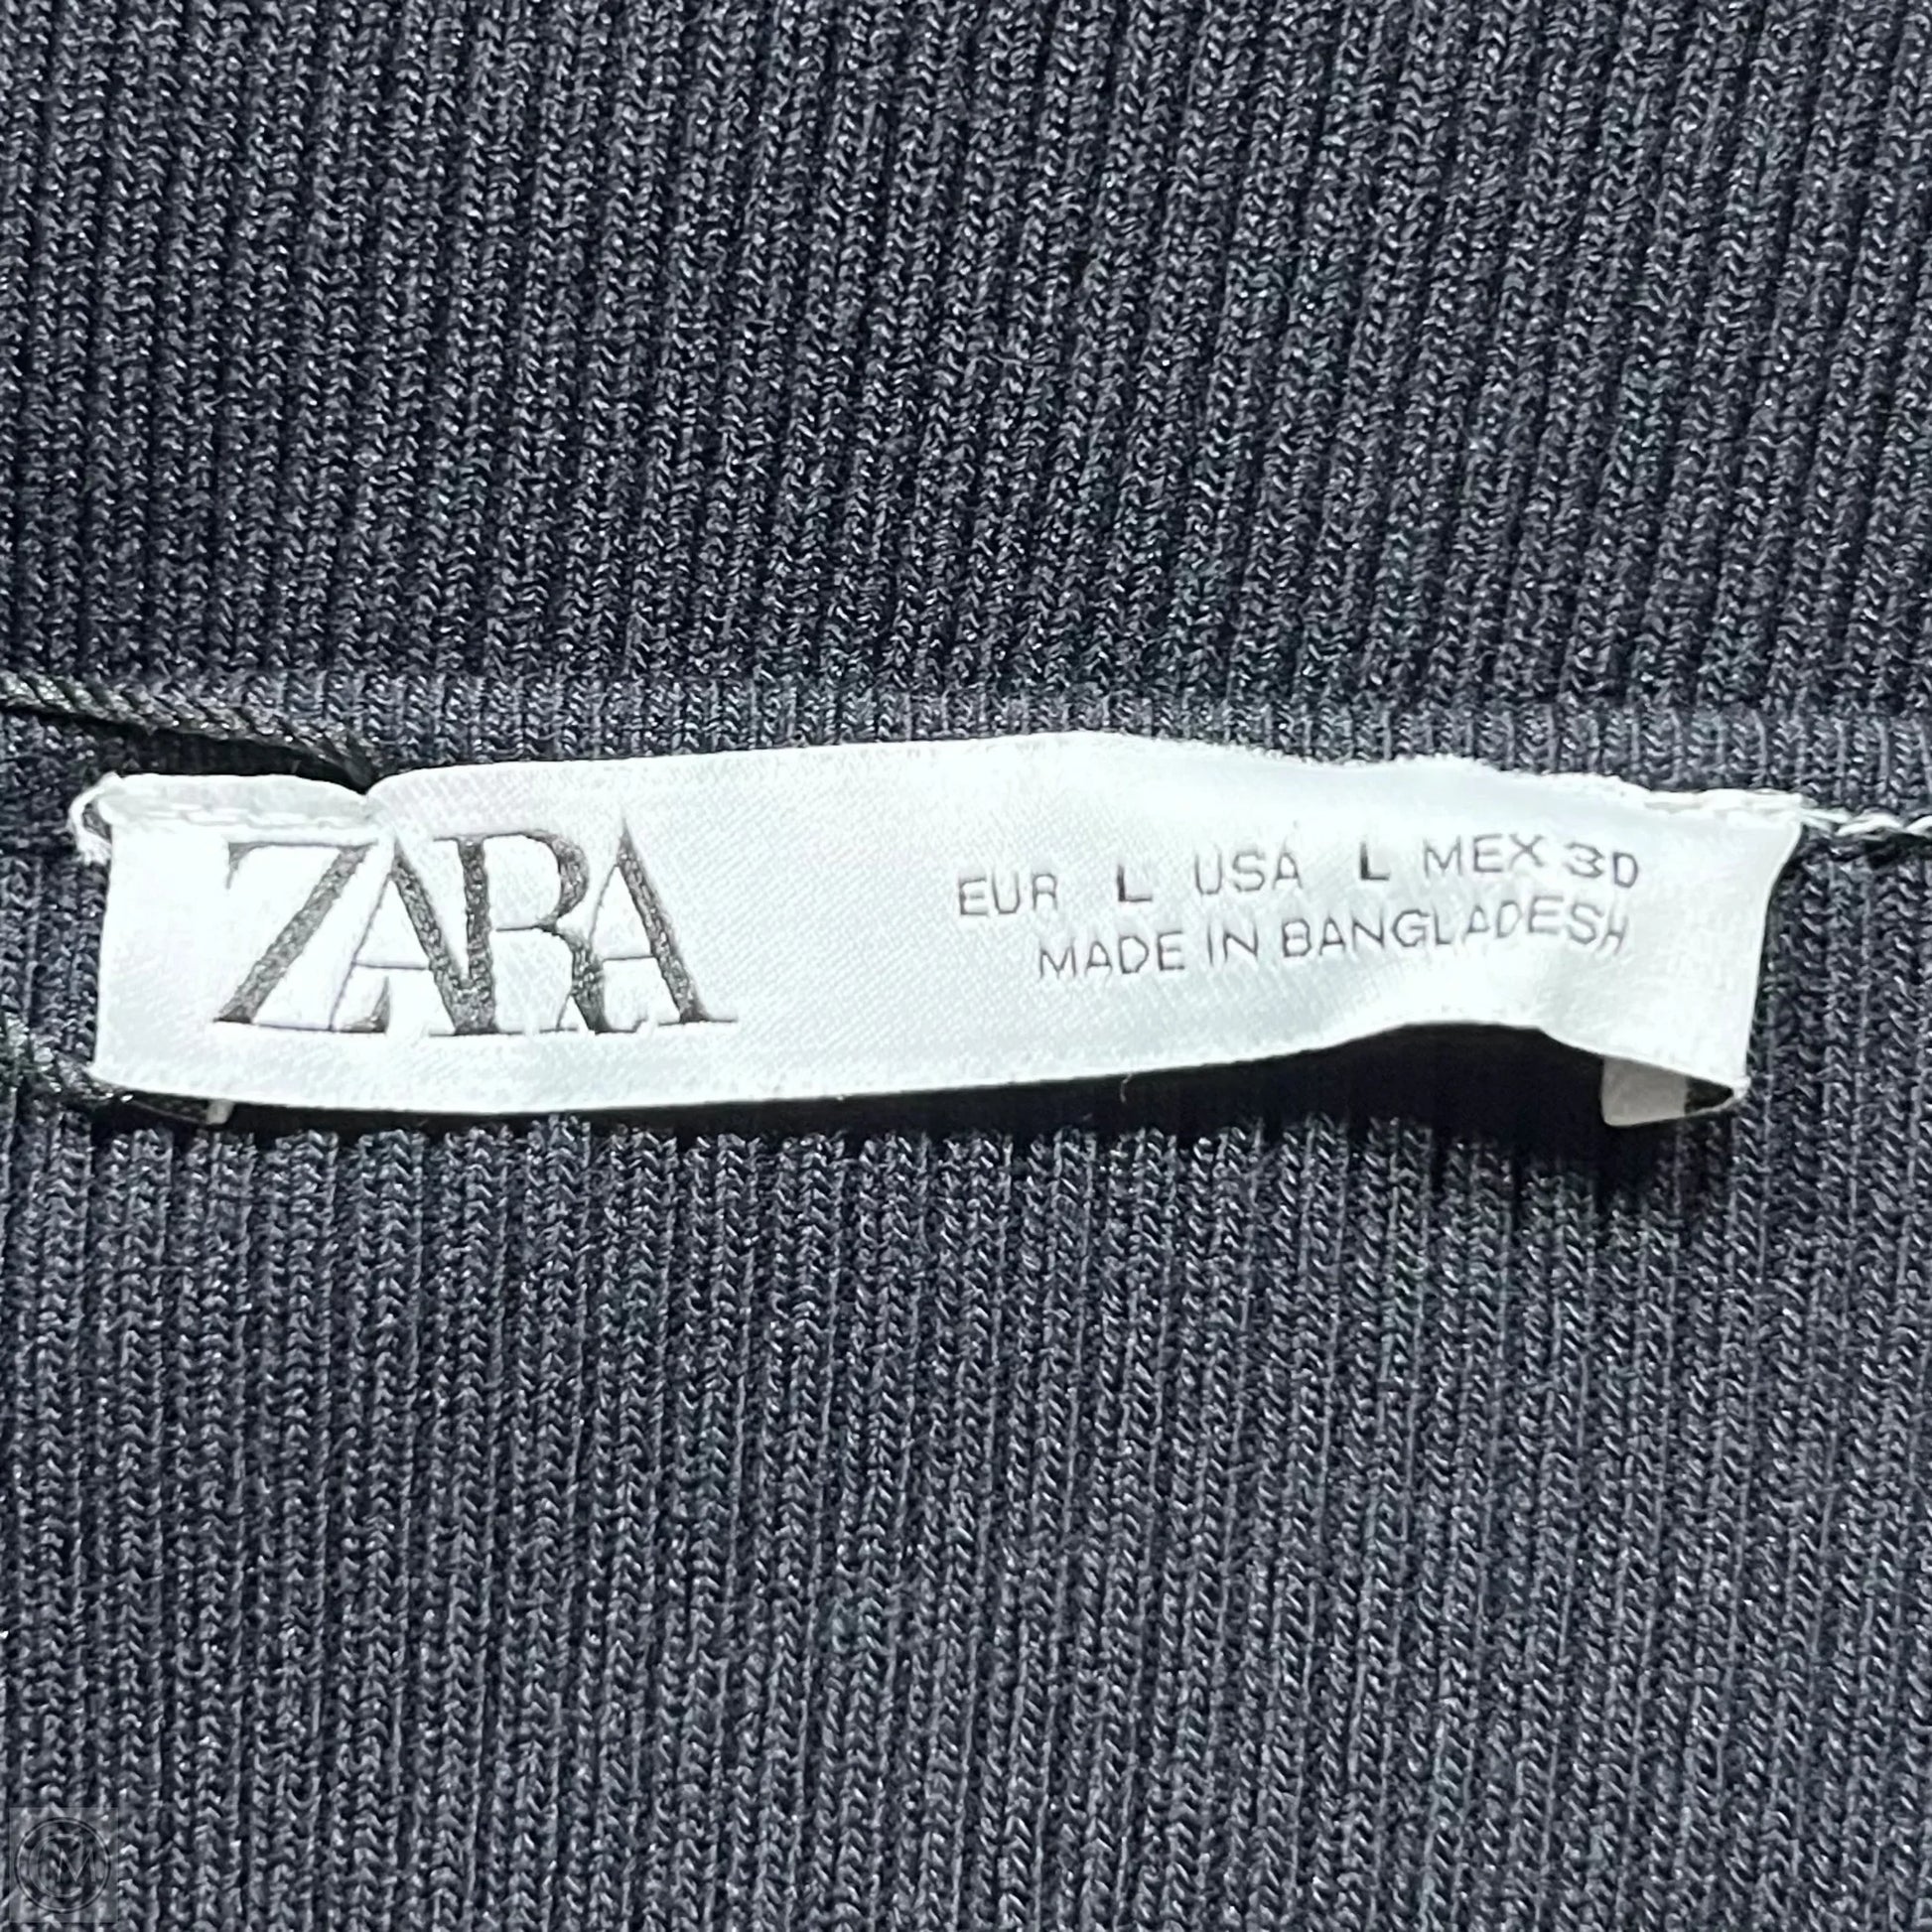 ZARA
EUR L USA L MEX 30
MADE IN BANGLADESH
M